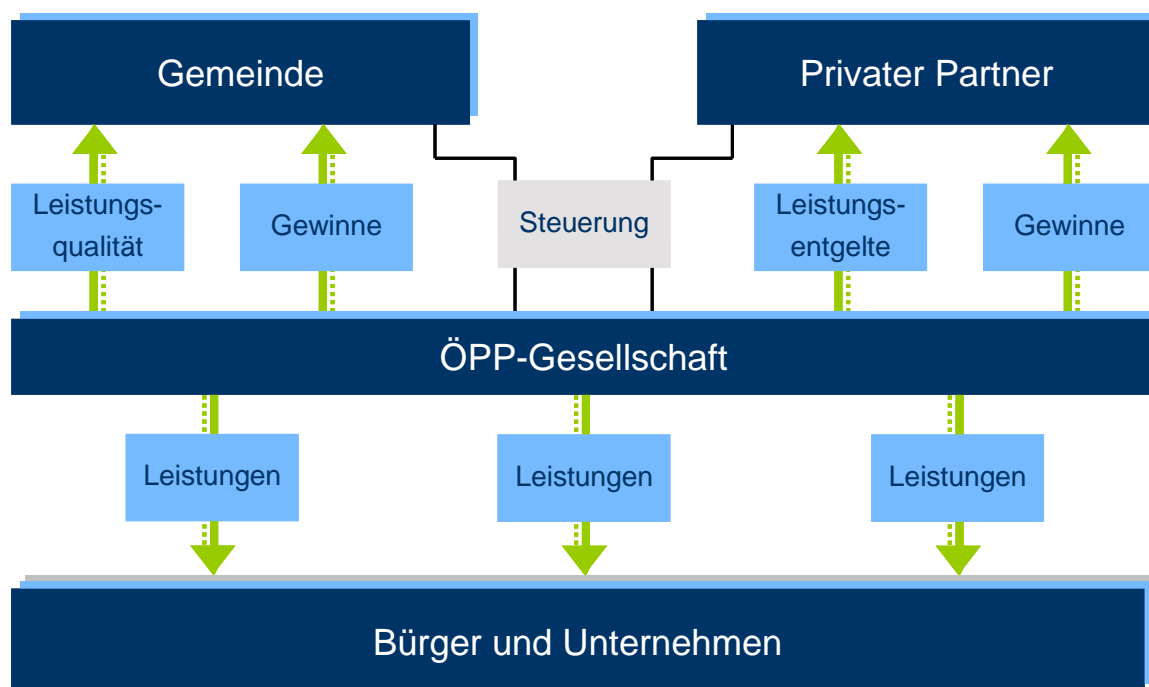 Gemeinde
Privater Partner
Leistungs-
qualität
Gewinne
Steuerung
Leistungs-
entgelte
Gewinne
ÖPP-Gesellschaft
Leistungen
Leistungen
Leistungen
Bürger und Unternehmen